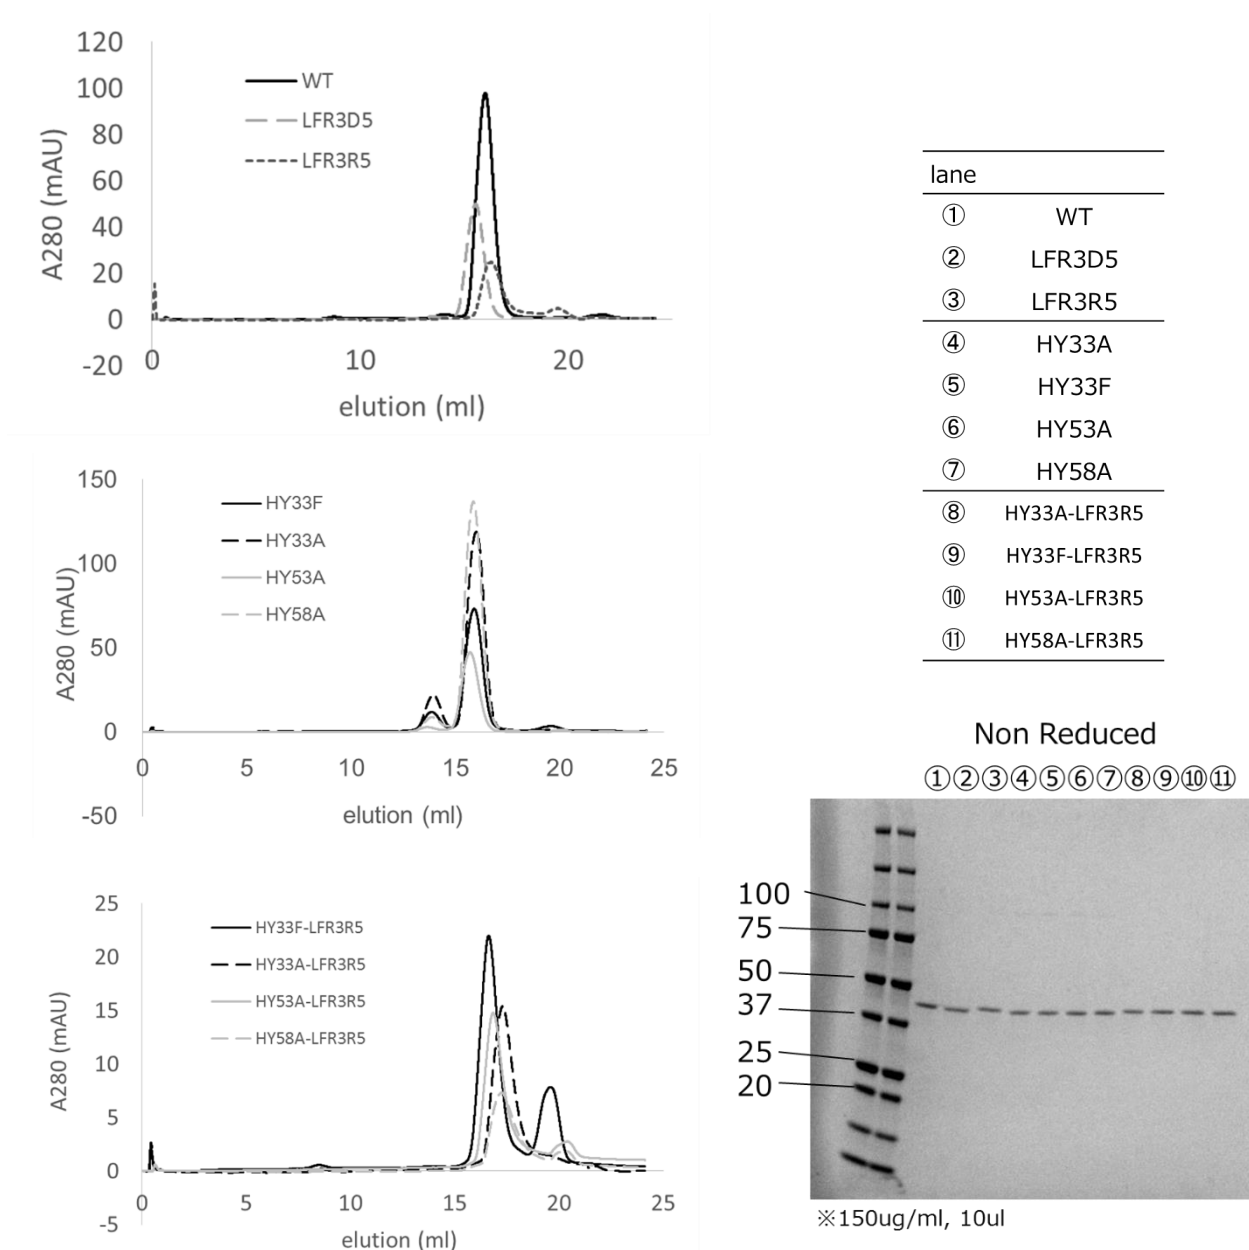 120
100
80
60
40
20
0
-20
A280 (mAU)
WT
LFR3D5
LFR3R5
0
10
20
elution (ml)
150
100
50
0
-50
A280 (mAU)
HY33F
HY33A
HY53A
HY58A
0
5
10
15
20
25
elution (ml)
25
20
15
10
5
0
-5
A280 (mAU)
HY33F-LFR3R5
HY33A-LFR3R5
HY53A-LFR3R5
HY58A-LFR3R5
0
5
10
15
20
25
elution (ml)
lane
① WT
② LFR3D5
③ LFR3R5
④ HY33A
⑤ HY33F
⑥ HY53A
⑦ HY58A
⑧ HY33A-LFR3R5
⑨ HY33F-LFR3R5
⑩ HY53A-LFR3R5
⑪ HY58A-LFR3R5
Non Reduced
①②③④⑤⑥⑦⑧⑨⑩⑪
100
75
50
37
25
20
※150ug/ml, 10ul